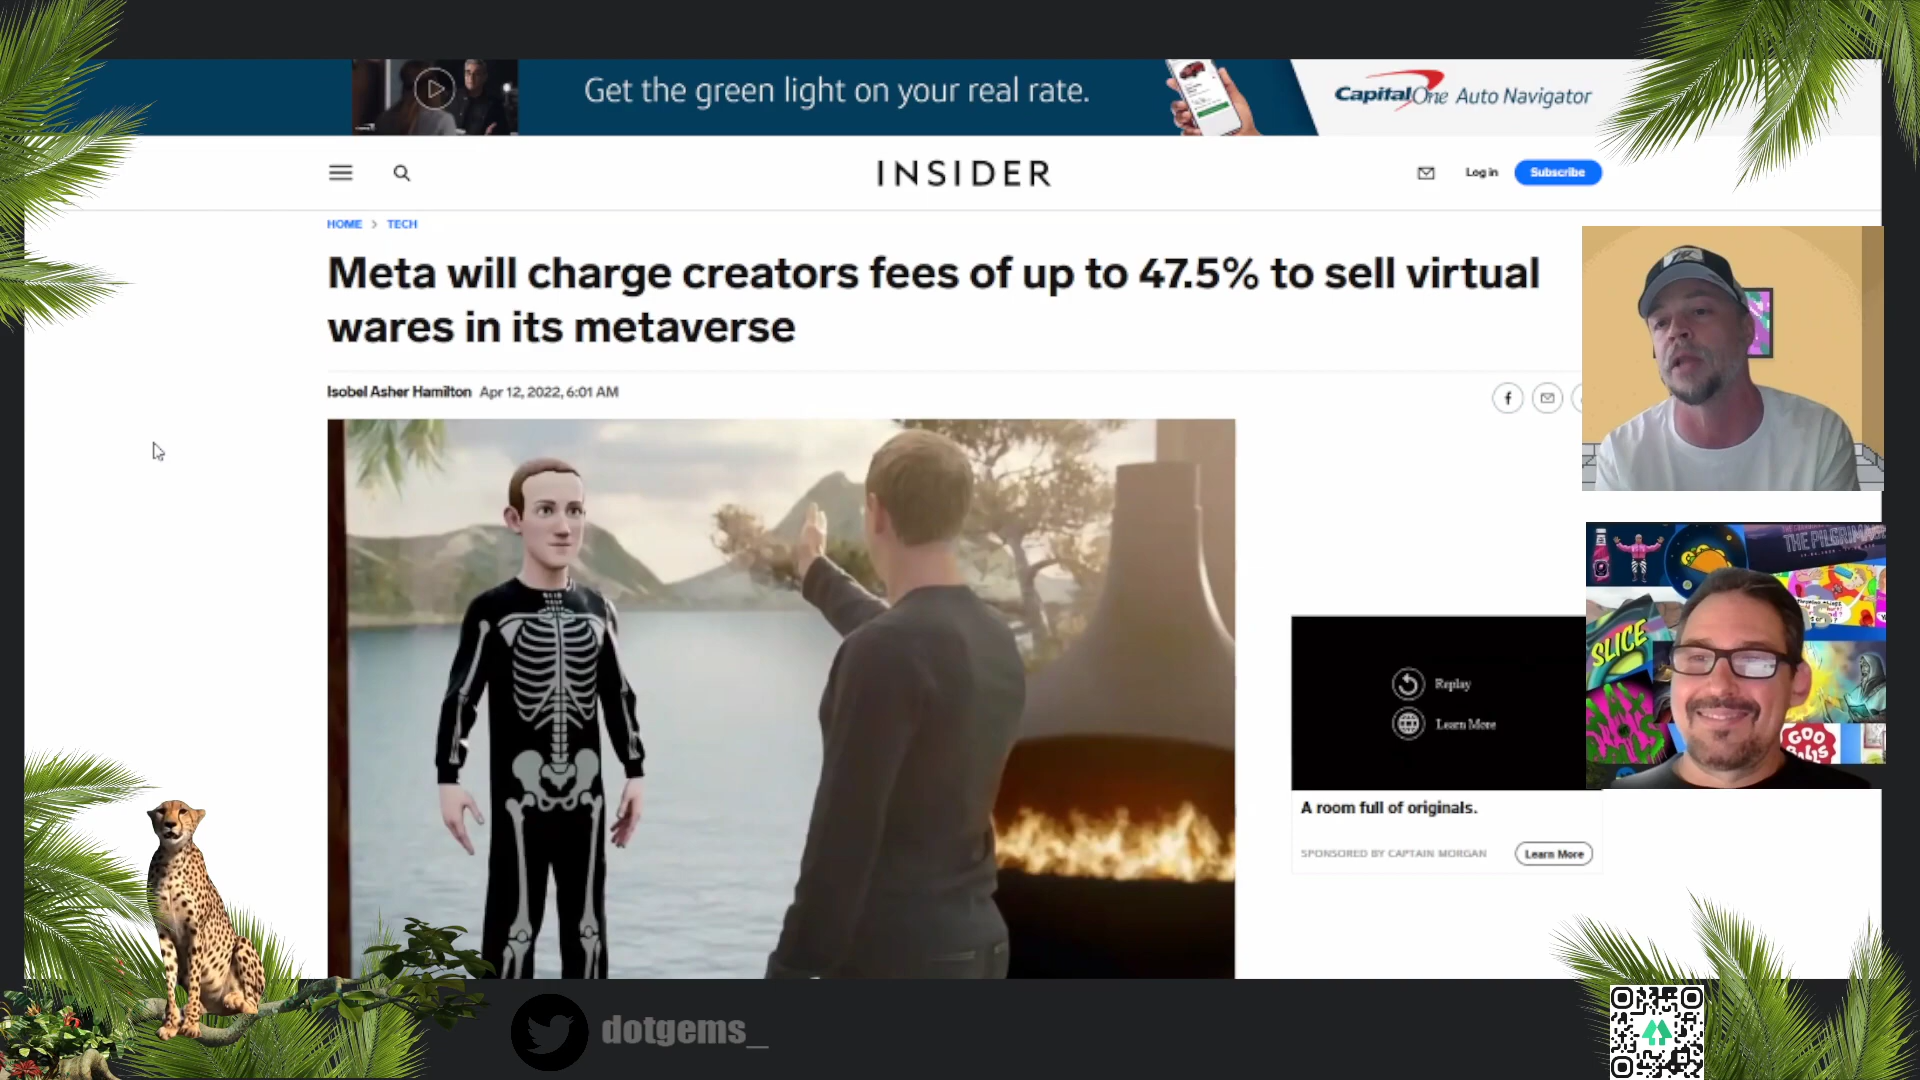 Get the green light on your real rate.
CapitalOne Auto Navigator
INSIDER
Log in
Subscribe
HOME > TECH
Meta will charge creators fees of up to 47.5% to sell virtual
wares in its metaverse
Isobel Asher Hamilton Apr 12, 2022, 6:01 AM
THE PILGRIMAGE
SLICE
GOO
BALLS
Replay
Learn More
A room full of originals.
SPONSORED BY CAPTAIN MORGAN
Learn More
dotgems_